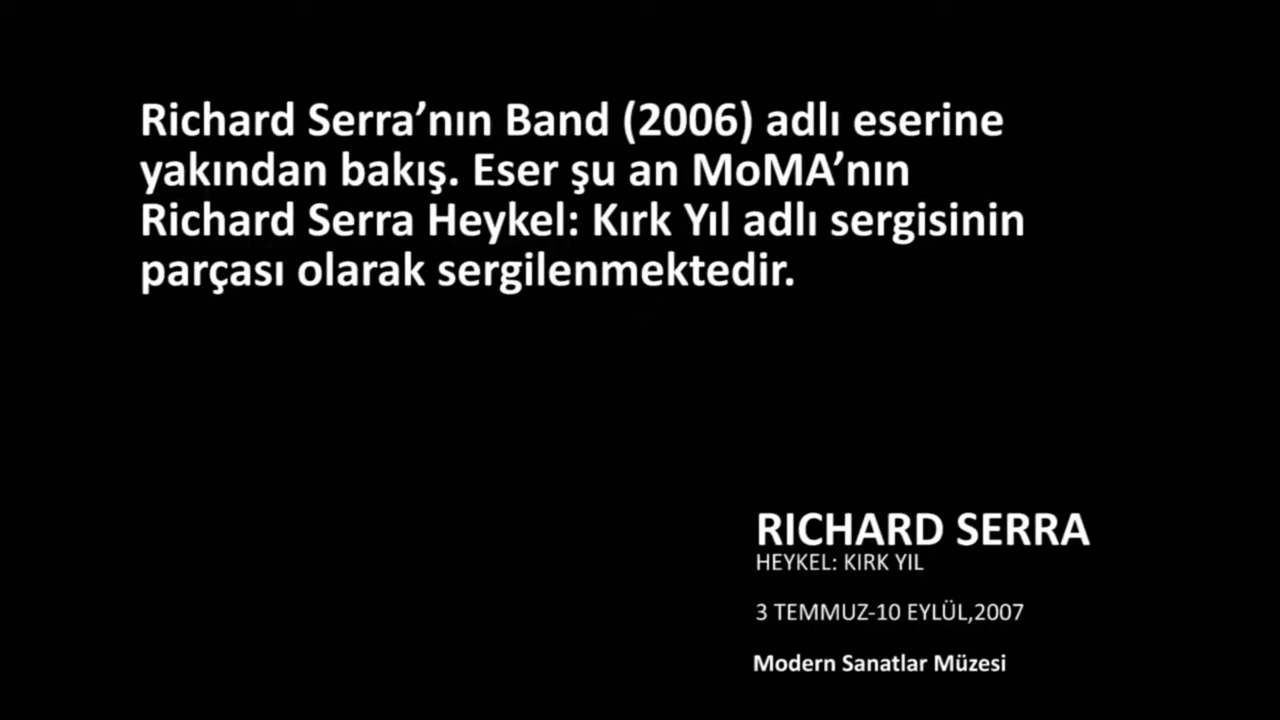 Richard Serra’nın Band (2006) adlı eserine
yakından bakış. Eser şu an MoMA’nın
Richard Serra Heykel: Kırk Yıl adlı sergisinin
parçası olarak sergilenmektedir.
RICHARD SERRA
HEYKEL: KIRK YIL
3 TEMMUZ-10 EYLÜL,2007
Modern Sanatlar Müzesi